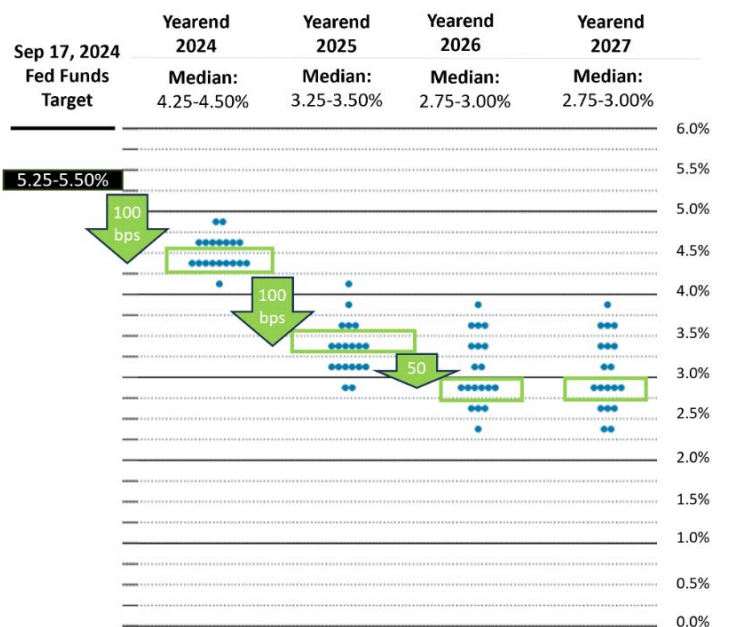 Sep 17, 2024
Fed Funds
Target
Yearend
2024
Median:
4.25-4.50%
Yearend
2025
Median:
3.25-3.50%
Yearend
2026
Median:
2.75-3.00%
Yearend
2027
Median:
2.75-3.00%
6.0%
5.5%
5.25-5.50%
5.0%
100
bps
4.5%
4.0%
100
bps
3.5%
50
3.0%
2.5%
2.0%
1.5%
1.0%
0.5%
0.0%